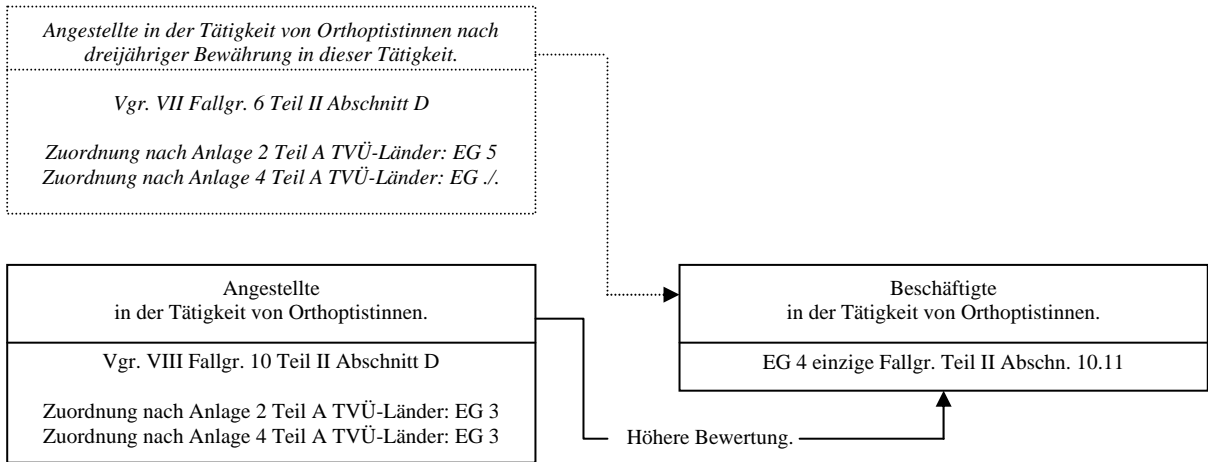 Angestellte in der Tätigkeit von Orthoptistinnen nach
dreijähriger Bewährung in dieser Tätigkeit.
Vgr. VII Fallgr. 6 Teil II Abschnitt D
Zuordnung nach Anlage 2 Teil A TVÜ-Länder: EG 5
Zuordnung nach Anlage 4 Teil A TVÜ-Länder: EG ./.
Angestellte
in der Tätigkeit von Orthoptistinnen.
Vgr. VIII Fallgr. 10 Teil II Abschnitt D
Zuordnung nach Anlage 2 Teil A TVÜ-Länder: EG 3
Zuordnung nach Anlage 4 Teil A TVÜ-Länder: EG 3
Höhere Bewertung.
Beschäftigte
in der Tätigkeit von Orthoptistinnen.
EG 4 einzige Fallgr. Teil II Abschn. 10.11